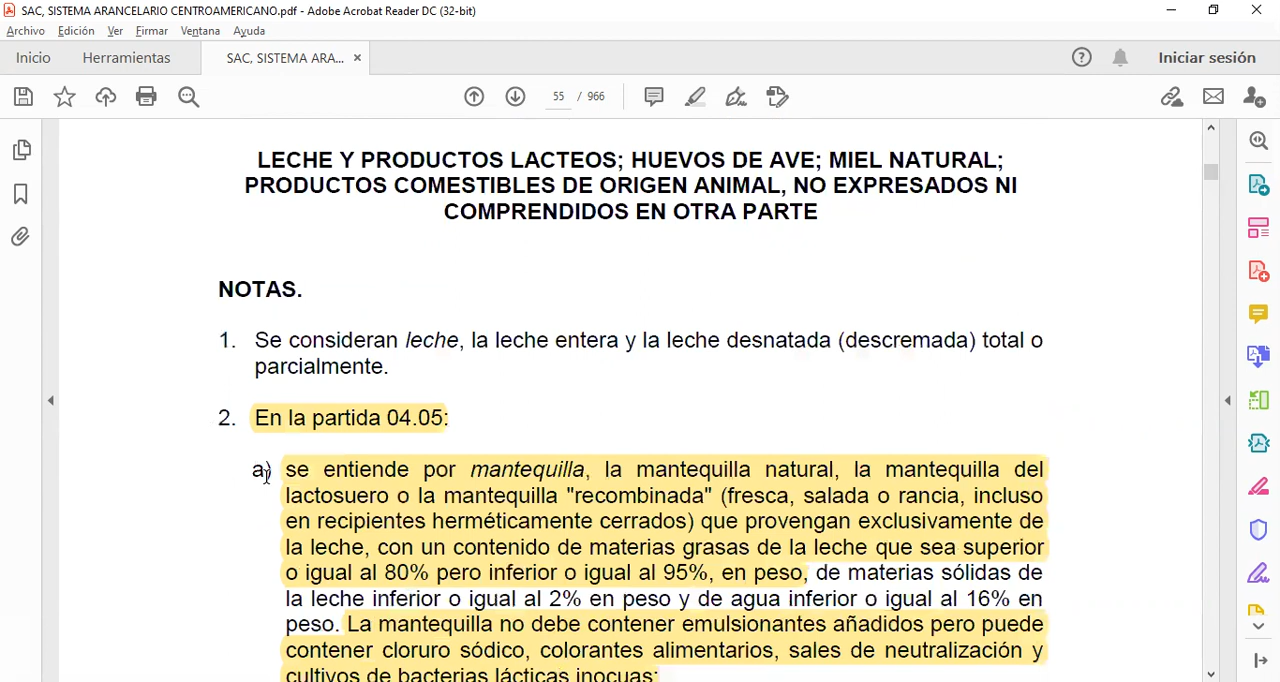 SAC, SISTEMA ARANCELARIO CENTROAMERICANO.pdf - Adobe Acrobat Reader DC (32-bit)
Archivo Edición Ver Firmar Ventana Ayuda
Inicio Herramientas SAC, SISTEMA ARA... × Iniciar sesión
55 / 966
LECHE Y PRODUCTOS LACTEOS; HUEVOS DE AVE; MIEL NATURAL;
PRODUCTOS COMESTIBLES DE ORIGEN ANIMAL, NO EXPRESADOS NI
COMPRENDIDOS EN OTRA PARTE
NOTAS.
1. Se consideran leche, la leche entera y la leche desnatada (descremada) total o
parcialmente.
2. En la partida 04.05:
a) se entiende por mantequilla, la mantequilla natural, la mantequilla del
lactosuero o la mantequilla "recombinada" (fresca, salada o rancia, incluso
en recipientes herméticamente cerrados) que provengan exclusivamente de
la leche, con un contenido de materias grasas de la leche que sea superior
o igual al 80% pero inferior o igual al 95%, en peso, de materias sólidas de
la leche inferior o igual al 2% en peso y de agua inferior o igual al 16% en
peso. La mantequilla no debe contener emulsionantes añadidos pero puede
contener cloruro sódico, colorantes alimentarios, sales de neutralización y
cultivos de bacterias lácticas inocuas;